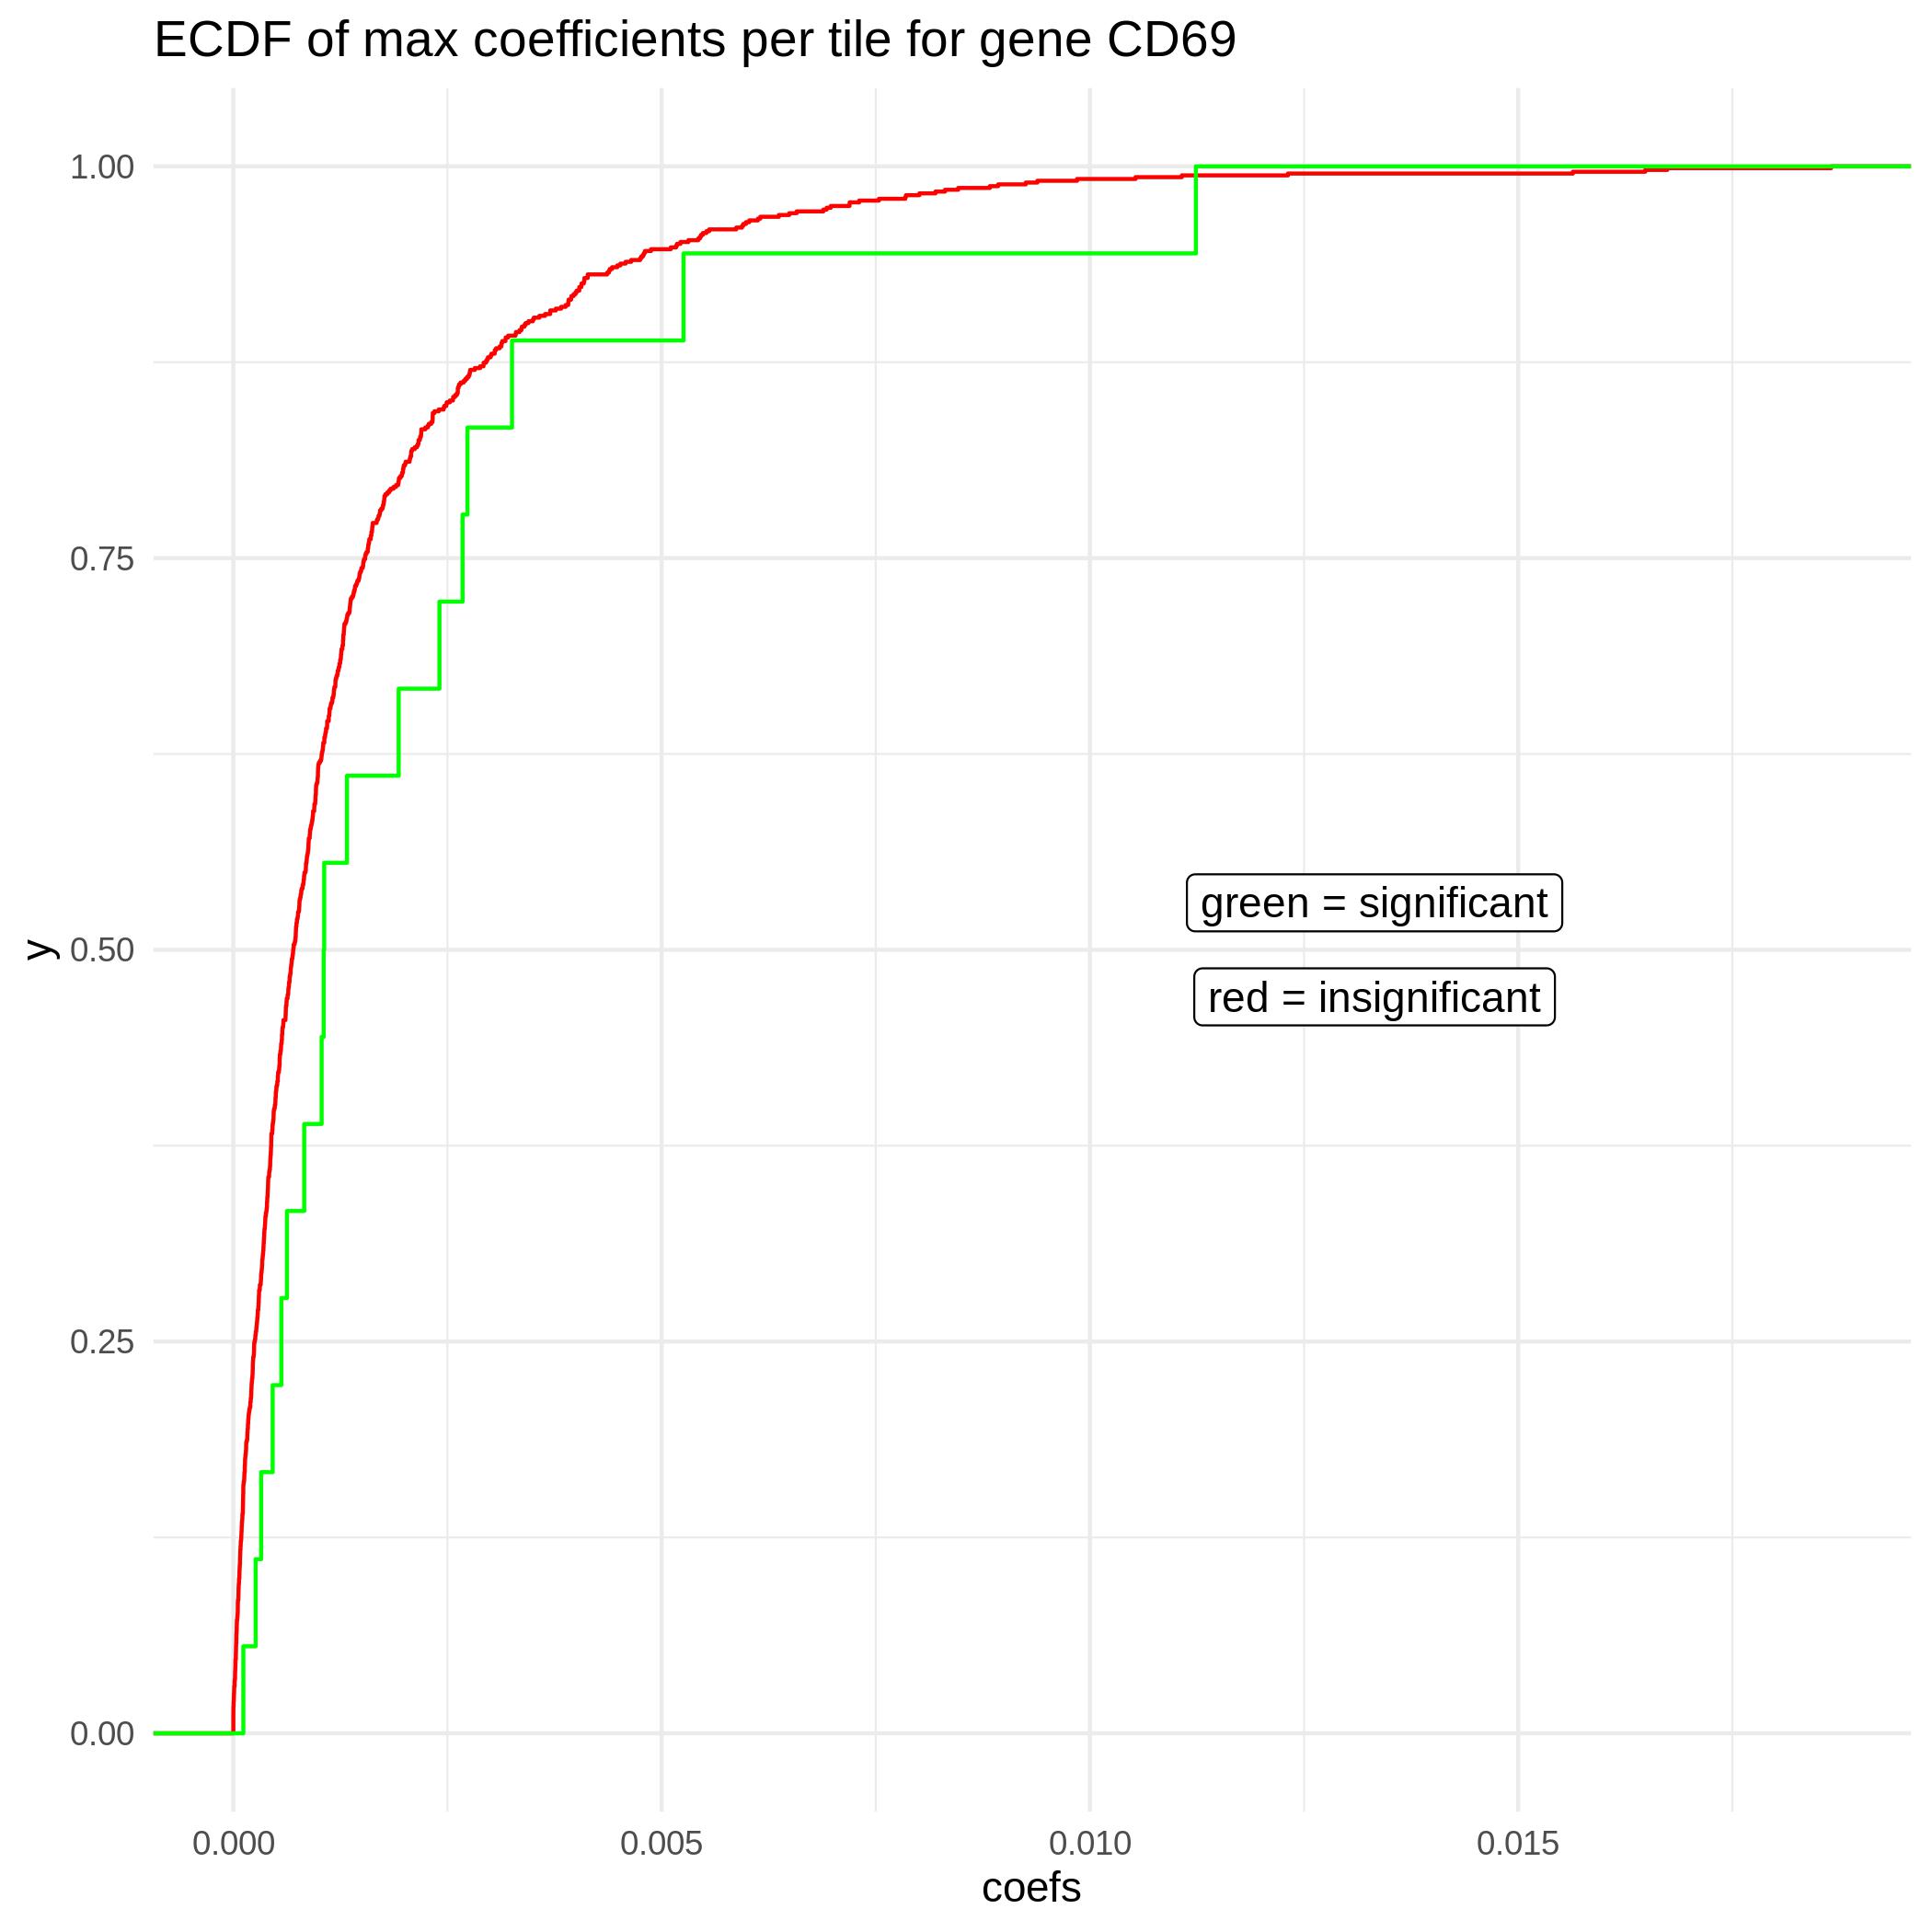 ECDF of max coefficients per tile for gene CD69
1.00
0.75
0.50
0.25
0.00
y
green = significant
red = insignificant
0.000 0.005 0.010 0.015
coefs